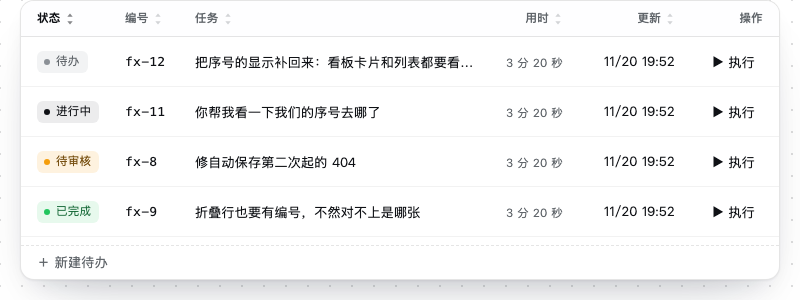 状态 编号 任务 用时 更新 操作
待办 fx-12 把序号的显示补回来：看板卡片和列表都要看… 3 分 20 秒 11/20 19:52 ▶ 执行
进行中 fx-11 你帮我看一下我们的序号去哪了 3 分 20 秒 11/20 19:52 ▶ 执行
待审核 fx-8 修自动保存第二次起的 404 3 分 20 秒 11/20 19:52 ▶ 执行
已完成 fx-9 折叠行也要有编号，不然对不上是哪张 3 分 20 秒 11/20 19:52 ▶ 执行
+ 新建待办